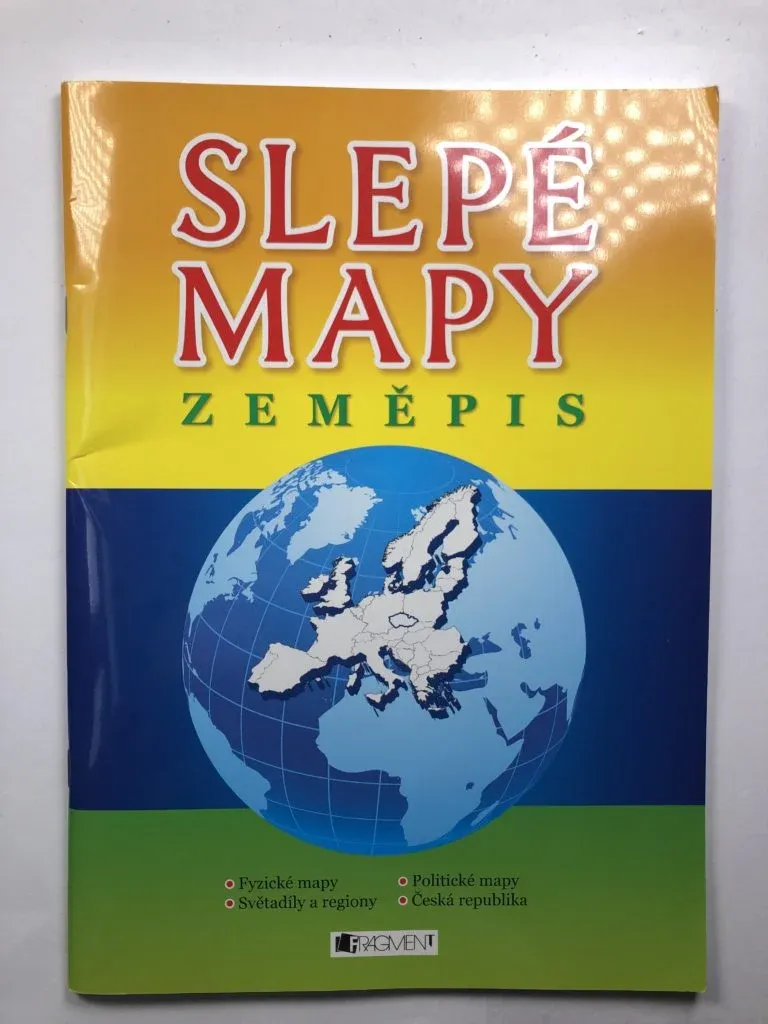 SLEPÉ
MAPY
ZEMĚPIS
Fyzické mapy
Světadíly a regiony
Politické mapy
Česká republika
FRAGMENT